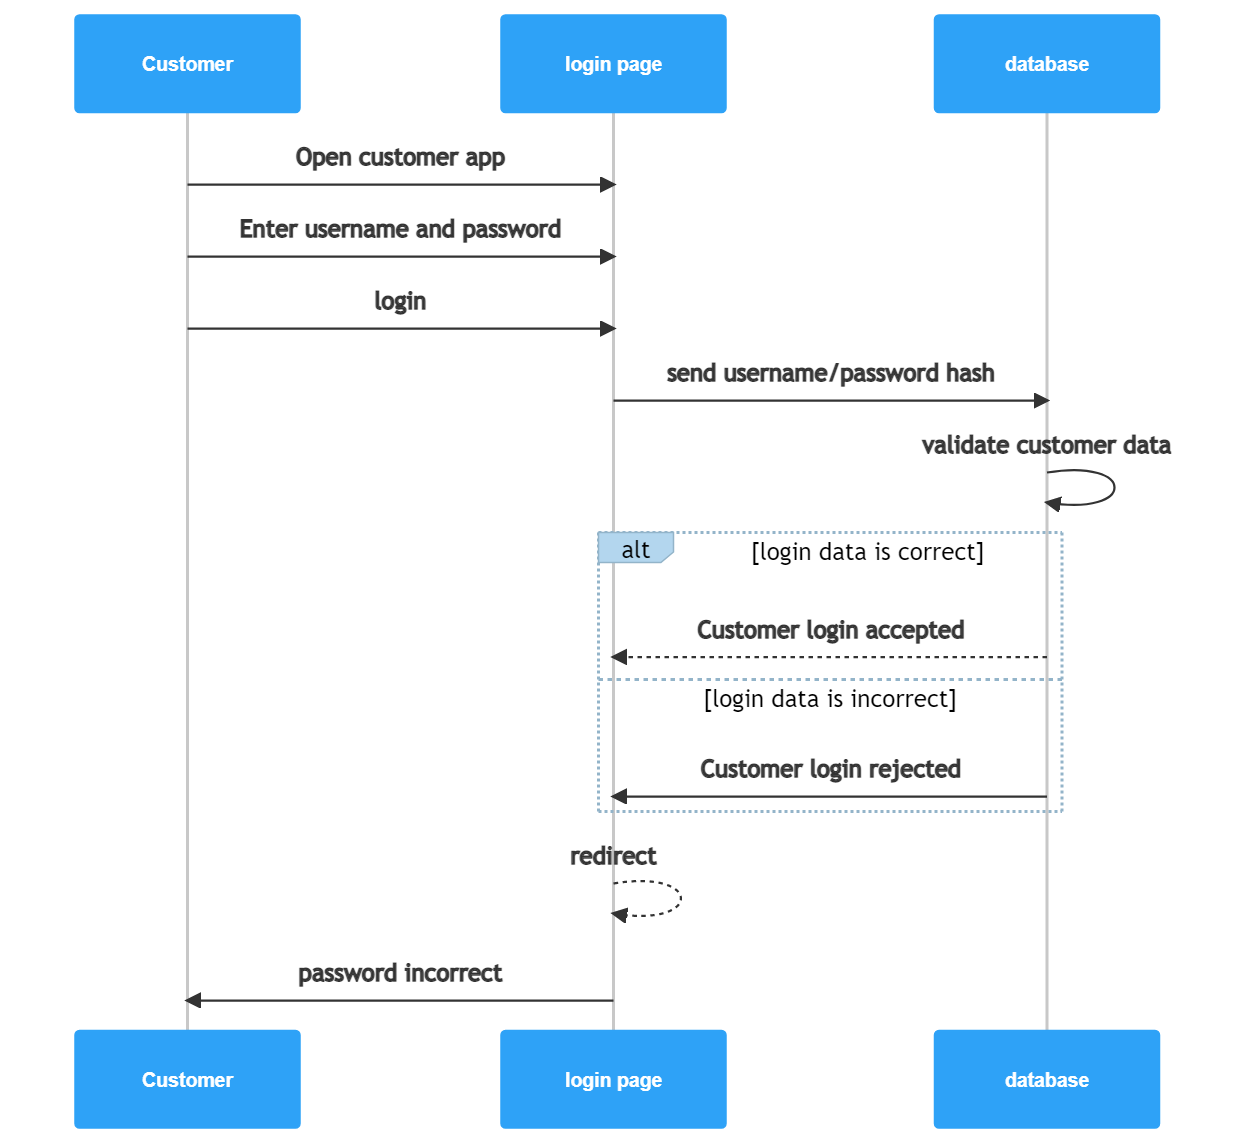 Customer
login page
database
Open customer app
Enter username and password
login
send username/password hash
validate customer data
alt
[login data is correct]
Customer login accepted
[login data is incorrect]
Customer login rejected
redirect
password incorrect
Customer
login page
database